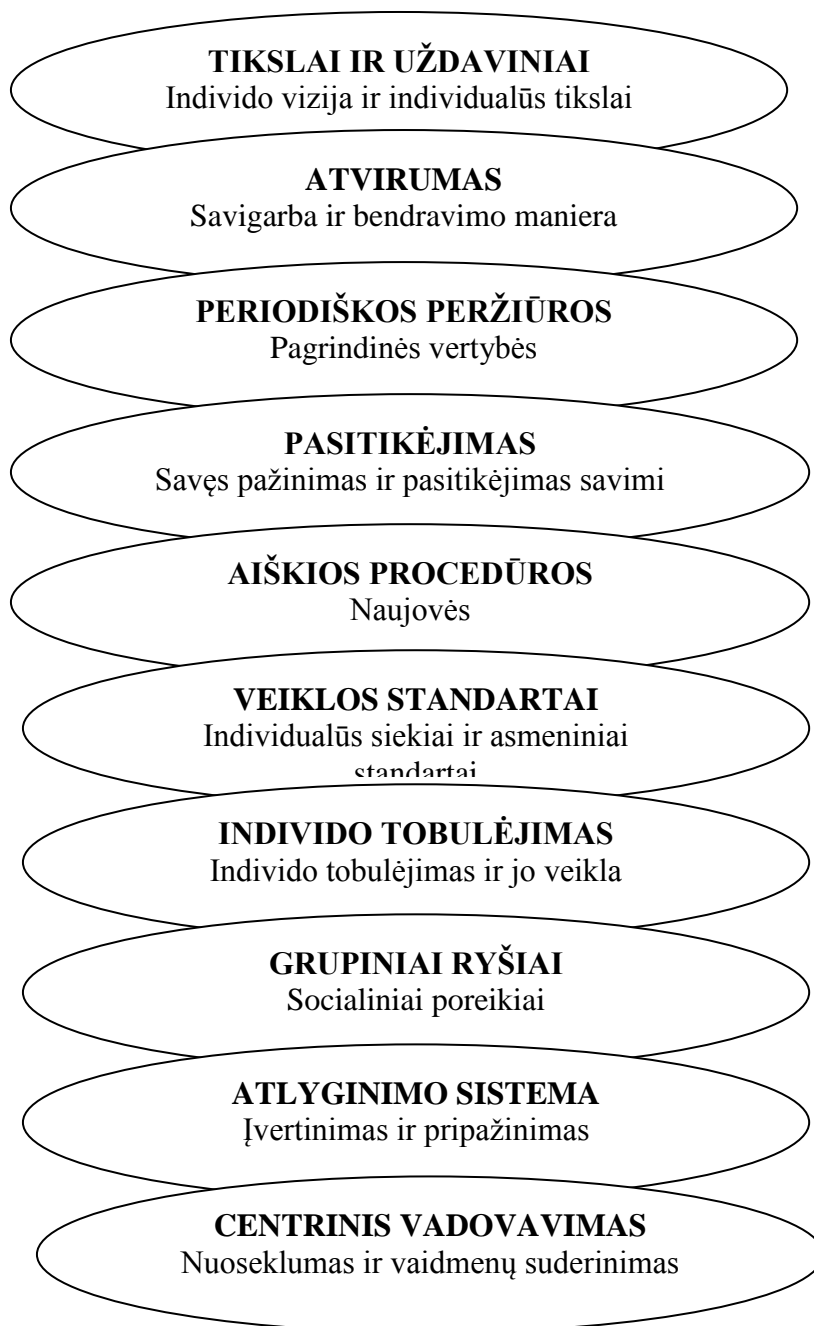 TIKSLAI IR UŽDAVINIAI
Individo vizija ir individualūs tikslai
ATVIRUMAS
Savigarba ir bendravimo maniera
PERIODIŠKOS PERŽIŪROS
Pagrindinės vertybės
PASITIKĖJIMAS
Savęs pažinimas ir pasitikėjimas savimi
AIŠKIOS PROCEDŪROS
Naujovės
VEIKLOS STANDARTAI
Individualūs siekiai ir asmeniniai
standartai
INDIVIDO TOBULĖJIMAS
Individo tobulėjimas ir jo veikla
GRUPINIAI RYŠIAI
Socialiniai poreikiai
ATLYGINIMO SISTEMA
Įvertinimas ir pripažinimas
CENTRINIS VADOVAVIMAS
Nuoseklumas ir vaidmenų suderinimas